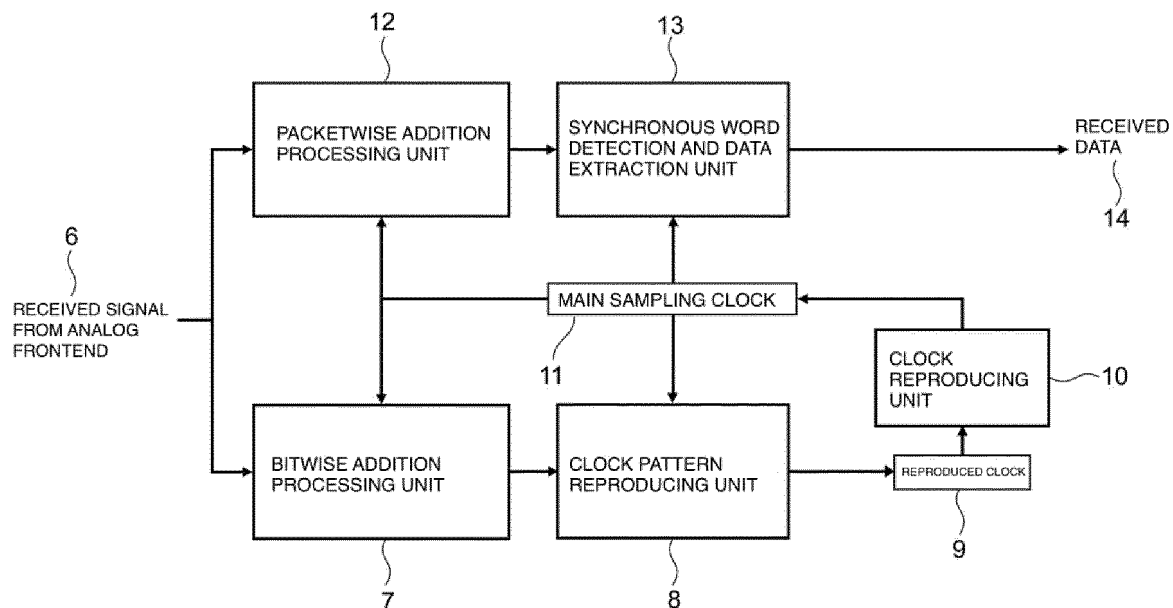 12
13
PACKETWISE ADDITION
PROCESSING UNIT
SYNCHRONOUS WORD
DETECTION AND DATA
EXTRACTION UNIT
RECEIVED
DATA
14
6
RECEIVED SIGNAL
FROM ANALOG
FRONTEND
MAIN SAMPLING CLOCK
11
CLOCK
REPRODUCING
UNIT
10
BITWISE ADDITION
PROCESSING UNIT
CLOCK PATTERN
REPRODUCING UNIT
REPRODUCED CLOCK
9
7
8